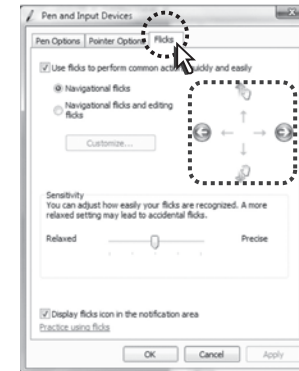 Pen and Input Devices
Pen Options
Pointer Options
Flicks
Use flicks to perform common actions quickly and easily
Navigational flicks
Navigational flicks and editing
flicks
Customize...
Sensitivity
You can adjust how easily your flicks are recognized. A more
relaxed setting may lead to accidental flicks.
Relaxed
Precise
Display flicks icon in the notification area
Practice using flicks
OK
Cancel
Apply